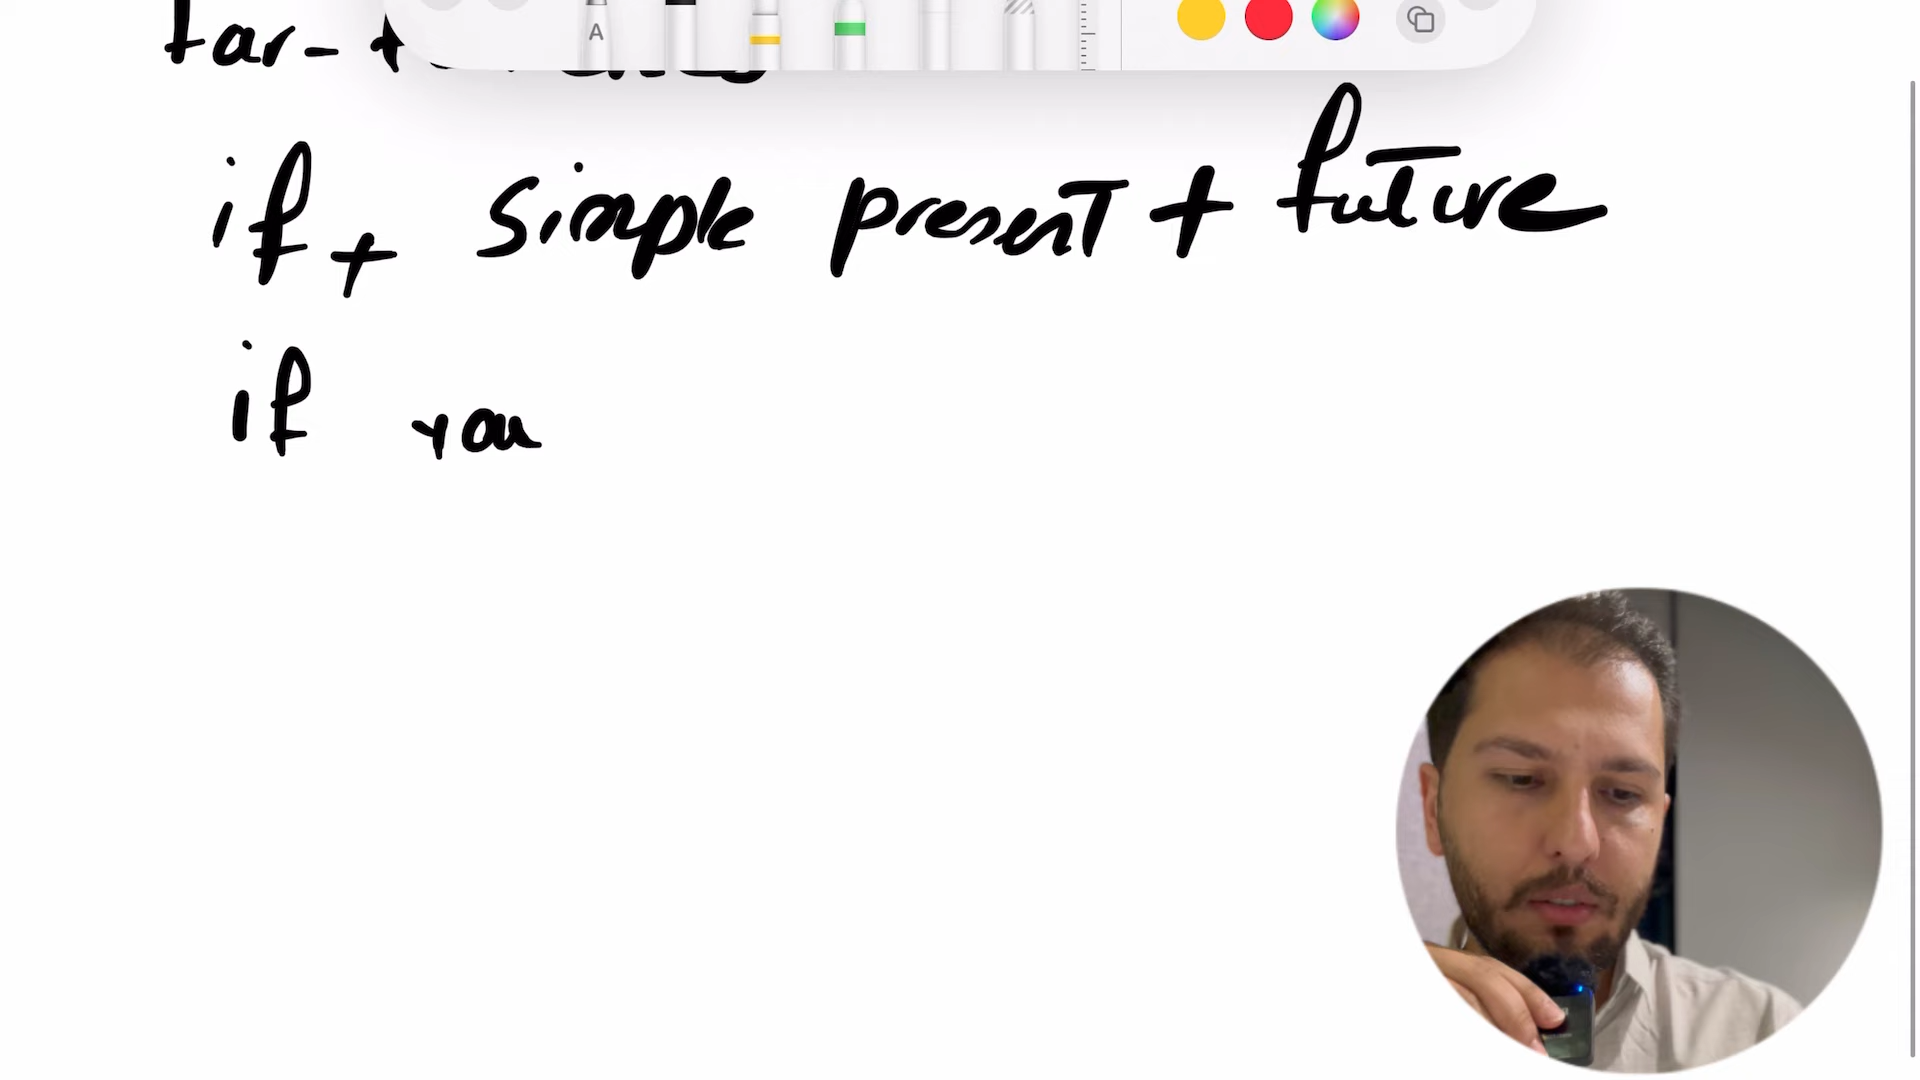 far-
if + simple present + future
if you